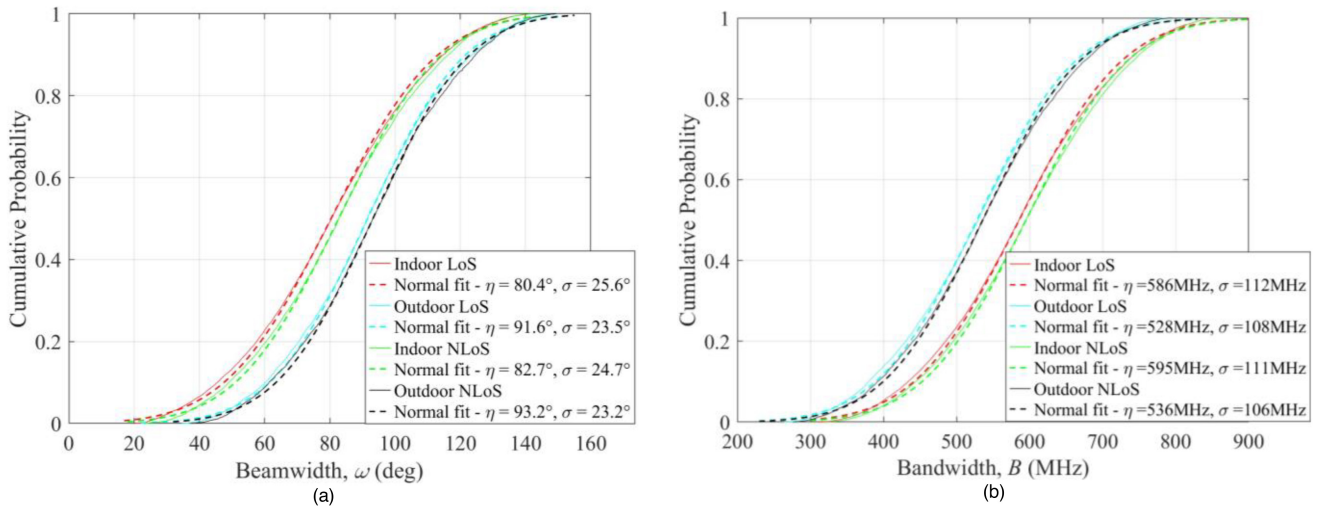 1
0.8
0.6
0.4
0.2
0
Cumulative Probability
Indoor LoS
Normal fit - η = 80.4°, σ = 25.6°
Outdoor LoS
Normal fit - η = 91.6°, σ = 23.5°
Indoor NLoS
Normal fit - η = 82.7°, σ = 24.7°
Outdoor NLoS
Normal fit - η = 93.2°, σ = 23.2°
0 20 40 60 80 100 120 140 160
Beamwidth, ω (deg)
(a)
1
0.8
0.6
0.4
0.2
0
Cumulative Probability
Indoor LoS
Normal fit - η =586MHz, σ =112MHz
Outdoor LoS
Normal fit - η =528MHz, σ =108MHz
Indoor NLoS
Normal fit - η =595MHz, σ =111MHz
Outdoor NLoS
Normal fit - η =536MHz, σ =106MHz
200 300 400 500 600 700 800 900
Bandwidth, B (MHz)
(b)